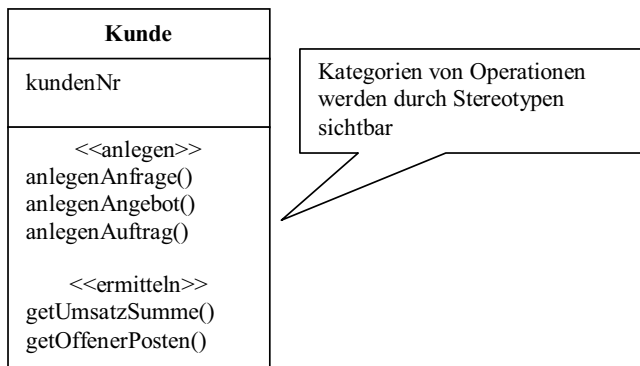 Kunde
kundenNr
<<anlegen>>
anlegenAnfrage()
anlegenAngebot()
anlegenAuftrag()
<<ermitteln>>
getUmsatzSumme()
getOffenerPosten()
Kategorien von Operationen
werden durch Stereotypen
sichtbar